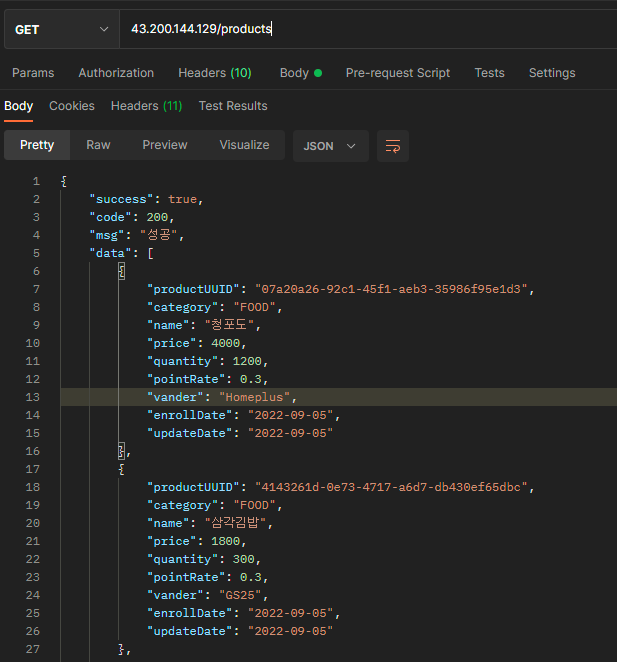 GET 43.200.144.129/products
Params Authorization Headers (10) Body Pre-request Script Tests Settings
Body Cookies Headers (11) Test Results
Pretty Raw Preview Visualize JSON
1 {
2 "success": true,
3 "code": 200,
4 "msg": "성공",
5 "data": [
6 {
7 "productUUID": "07a20a26-92c1-45f1-aeb3-35986f95e1d3",
8 "category": "FOOD",
9 "name": "청포도",
10 "price": 4000,
11 "quantity": 1200,
12 "pointRate": 0.3,
13 "vander": "Homeplus",
14 "enrollDate": "2022-09-05",
15 "updateDate": "2022-09-05"
16 },
17 {
18 "productUUID": "4143261d-0e73-4717-a6d7-db430ef65dbc",
19 "category": "FOOD",
20 "name": "삼각김밥",
21 "price": 1800,
22 "quantity": 300,
23 "pointRate": 0.3,
24 "vander": "GS25",
25 "enrollDate": "2022-09-05",
26 "updateDate": "2022-09-05"
27 },